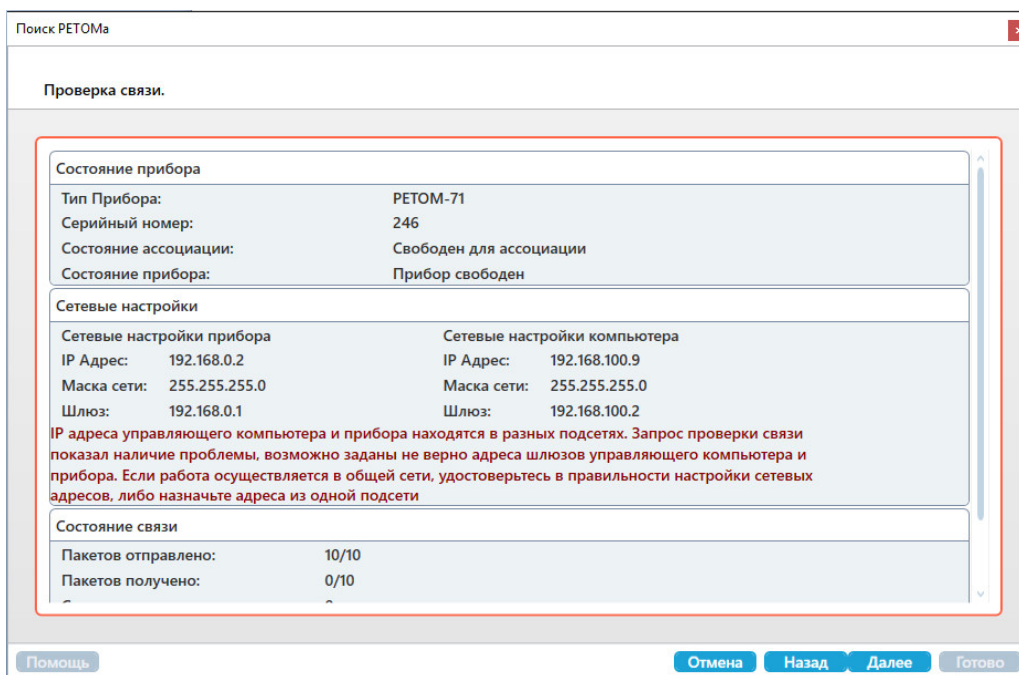 Поиск РЕТОМа
Проверка связи.
Состояние прибора
Тип Прибора: РЕТОМ-71
Серийный номер: 246
Состояние ассоциации: Свободен для ассоциации
Состояние прибора: Прибор свободен
Сетевые настройки
Сетевые настройки прибора Сетевые настройки компьютера
IP Адрес: 192.168.0.2 IP Адрес: 192.168.100.9
Маска сети: 255.255.255.0 Маска сети: 255.255.255.0
Шлюз: 192.168.0.1 Шлюз: 192.168.100.2
IP адреса управляющего компьютера и прибора находятся в разных подсетях. Запрос проверки связи
показал наличие проблемы, возможно заданы не верно адреса шлюзов управляющего компьютера и
прибора. Если работа осуществляется в общей сети, удостоверьтесь в правильности настройки сетевых
адресов, либо назначьте адреса из одной подсети
Состояние связи
Пакетов отправлено: 10/10
Пакетов получено: 0/10
Помощь Отмена Назад Далее Готово